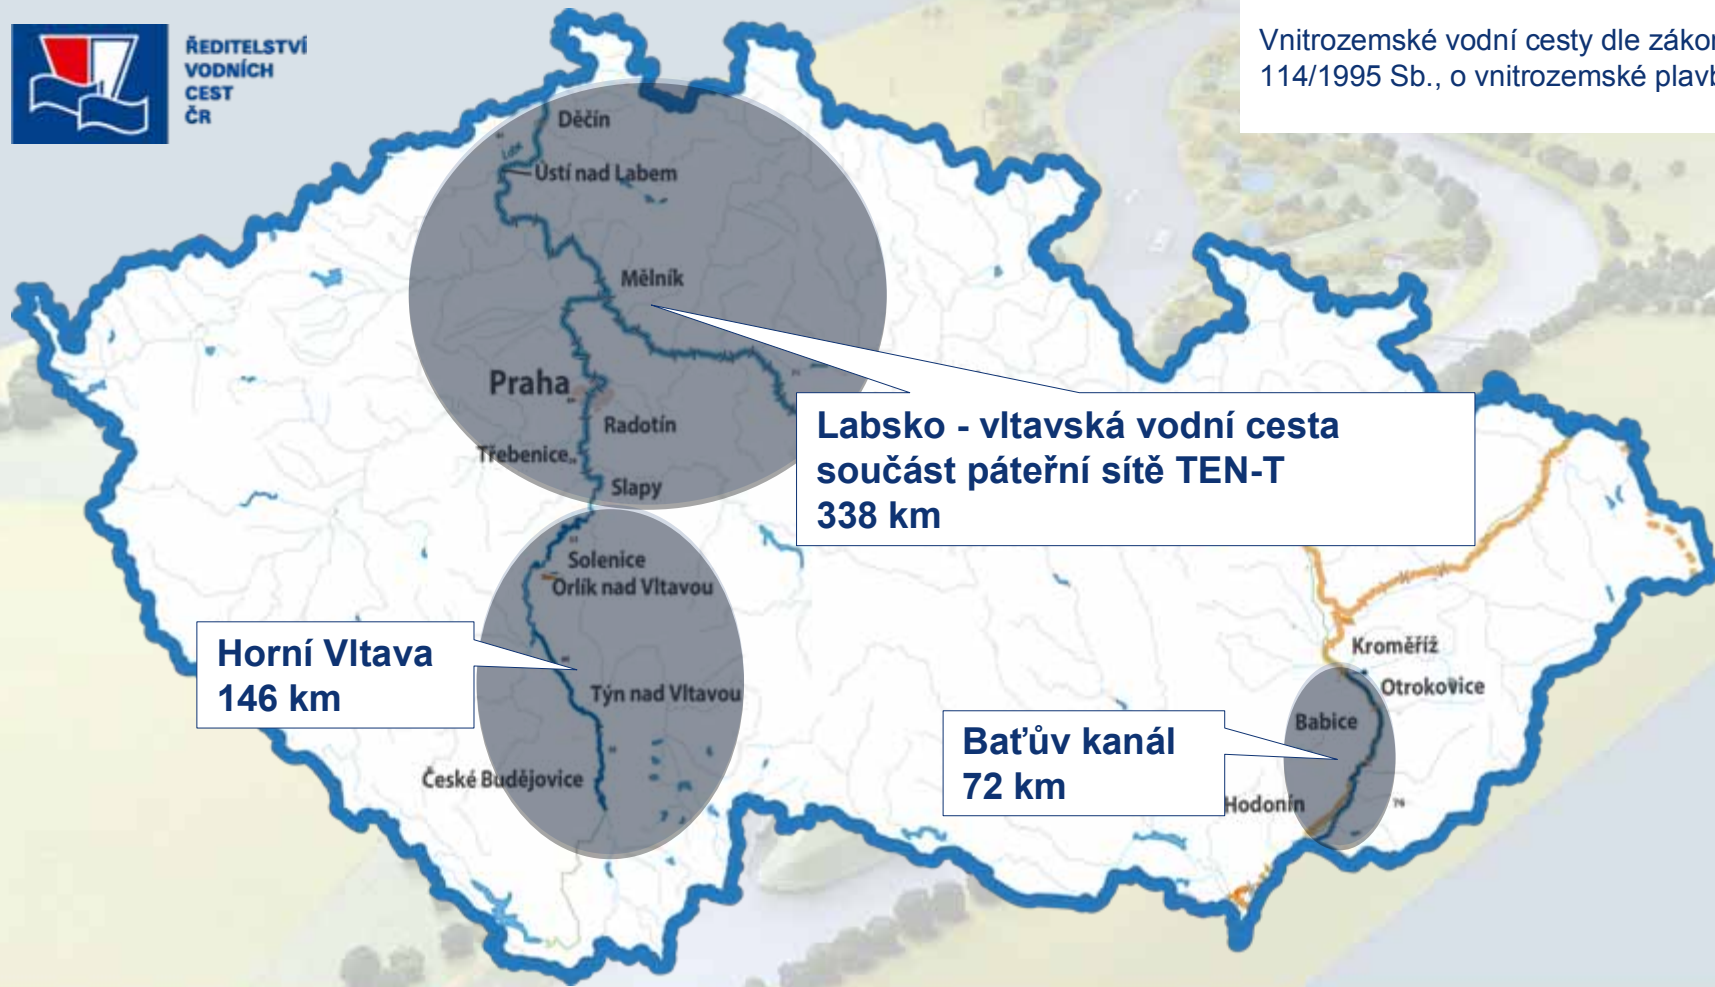 ŘEDITELSTVÍ
VODNÍCH
CEST
ČR
Vnitrozemské vodní cesty dle zákon
114/1995 Sb., o vnitrozemské plavb
Děčín
Labe
Ústí nad Labem
Mělník
Praha
Radotín
Třebenice
Slapy
Labsko - vltavská vodní cesta
součást páteřní sítě TEN-T
338 km
Solenice
Orlík nad Vltavou
Horní Vltava
146 km
Týn nad Vltavou
České Budějovice
Kroměříž
Otrokovice
Babice
Baťův kanál
72 km
Hodonín